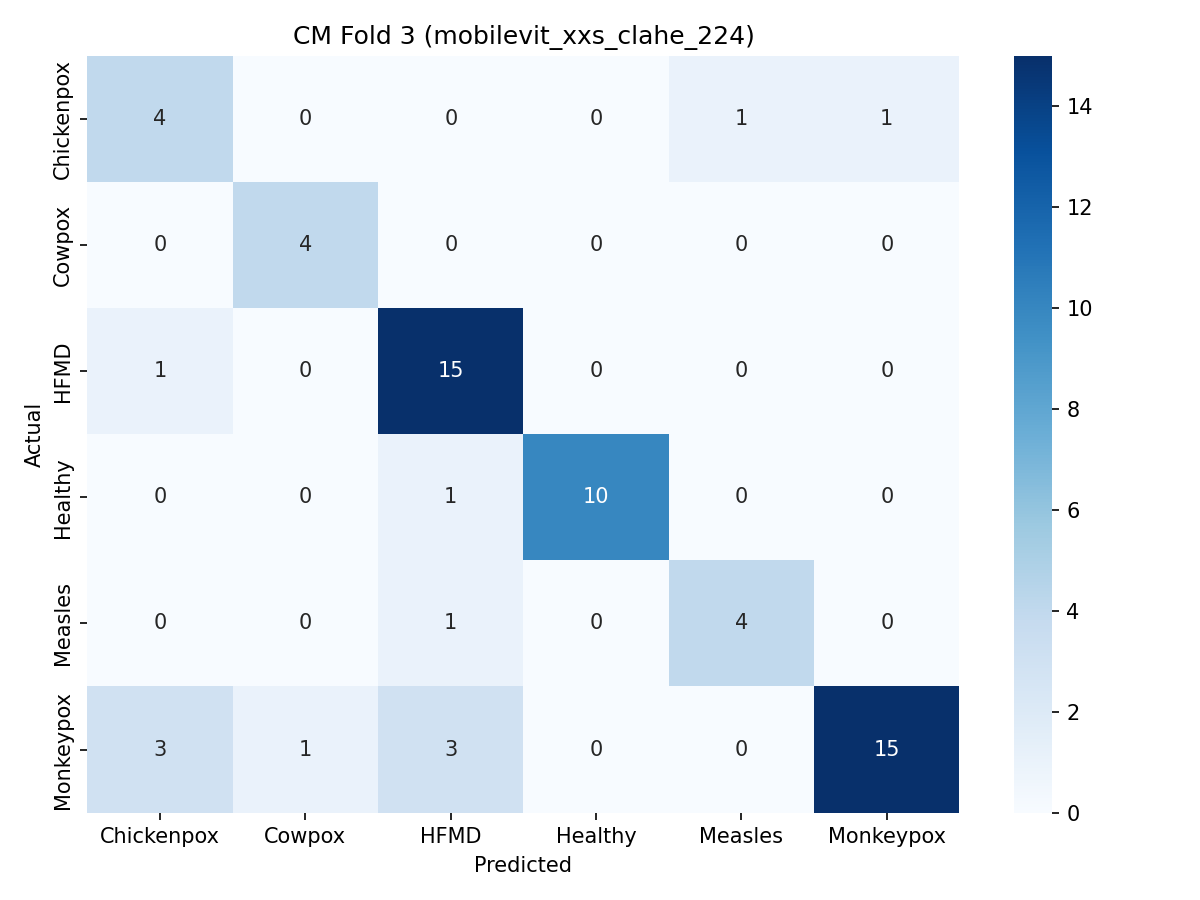 CM Fold 3 (mobilevit_xxs_clahe_224)
Actual
Chickenpox 4 0 0 0 1 1
Cowpox 0 4 0 0 0 0
HFMD 1 0 15 0 0 0
Healthy 0 0 1 10 0 0
Measles 0 0 1 0 4 0
Monkeypox 3 1 3 0 0 15
Chickenpox Cowpox HFMD Healthy Measles Monkeypox
Predicted
14
12
10
8
6
4
2
0